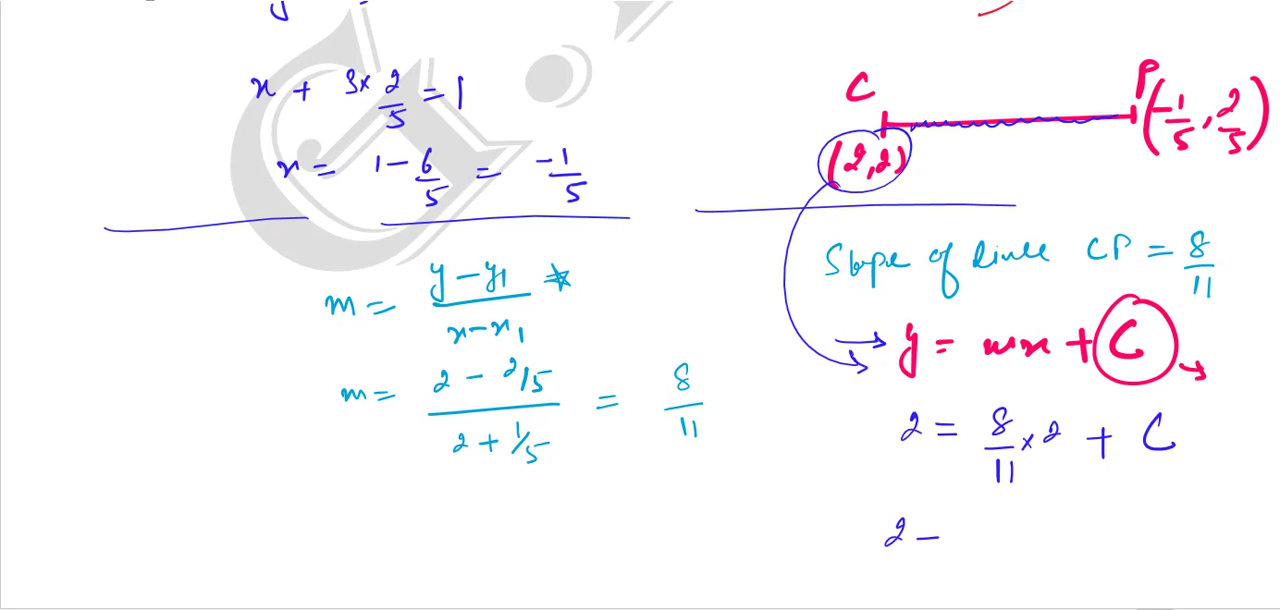 x + 3× 2/5 = 1
x = 1 - 6/5 = -1/5
C P (-1/5, 2/5)
(2,2)
m = y - y1 / x - x1 *
m = 2 - 2/5 / 2 + 1/5 = 8/11
Slope of line CP = 8/11
→ y = mx + C →
2 = 8/11 × 2 + C
2 -